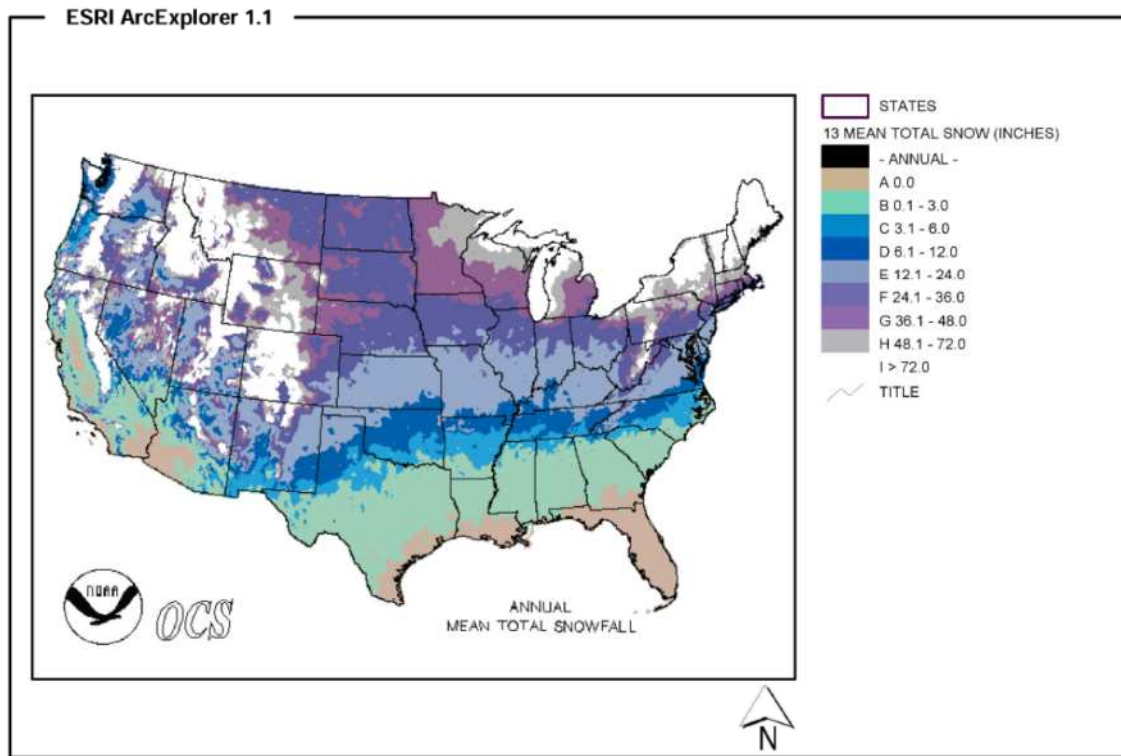 ESRI ArcExplorer 1.1
STATES
13 MEAN TOTAL SNOW (INCHES)
- ANNUAL -
A 0.0
B 0.1 - 3.0
C 3.1 - 6.0
D 6.1 - 12.0
E 12.1 - 24.0
F 24.1 - 36.0
G 36.1 - 48.0
H 48.1 - 72.0
I > 72.0
TITLE
NOAA
OCS
ANNUAL
MEAN TOTAL SNOWFALL
N